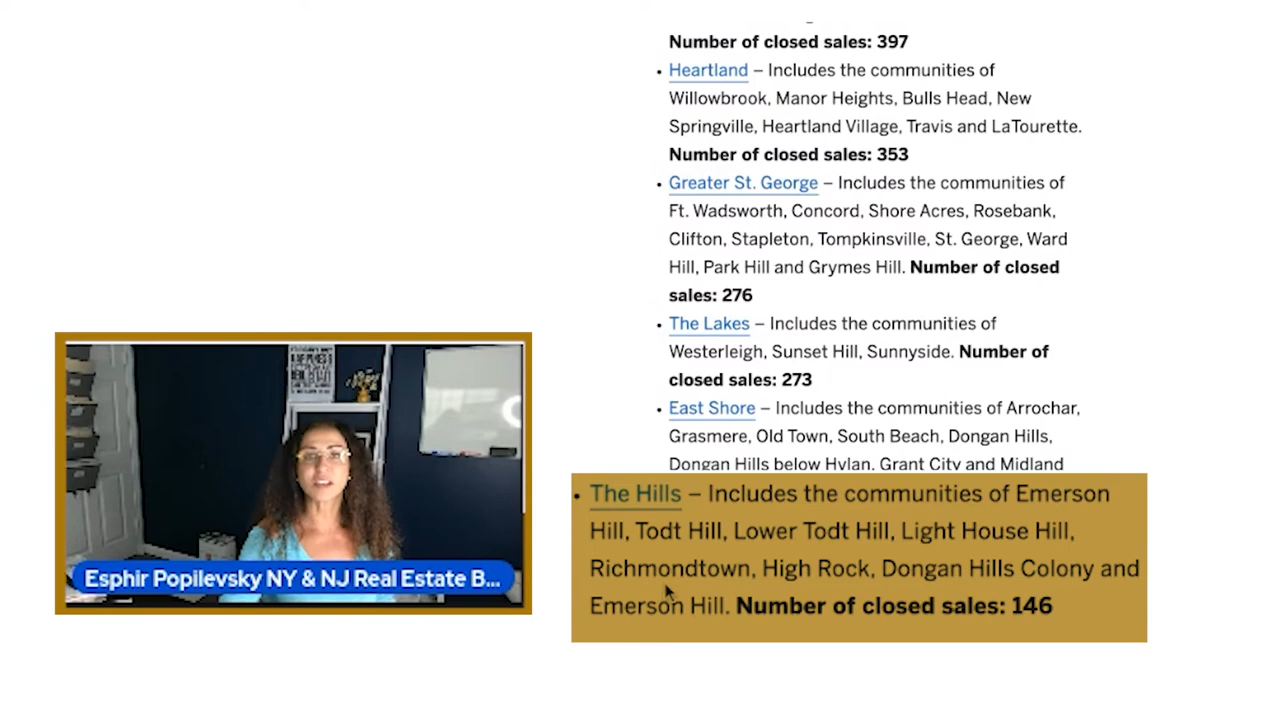 Number of closed sales: 397
• Heartland – Includes the communities of
Willowbrook, Manor Heights, Bulls Head, New
Springville, Heartland Village, Travis and LaTourette.
Number of closed sales: 353
• Greater St. George – Includes the communities of
Ft. Wadsworth, Concord, Shore Acres, Rosebank,
Clifton, Stapleton, Tompkinsville, St. George, Ward
Hill, Park Hill and Grymes Hill. Number of closed
sales: 276
• The Lakes – Includes the communities of
Westerleigh, Sunset Hill, Sunnyside. Number of
closed sales: 273
• East Shore – Includes the communities of Arrochar,
Grasmere, Old Town, South Beach, Dongan Hills,
Dongan Hills below Hylan, Grant City and Midland
• The Hills – Includes the communities of Emerson
Hill, Todt Hill, Lower Todt Hill, Light House Hill,
Richmondtown, High Rock, Dongan Hills Colony and
Emerson Hill. Number of closed sales: 146
HAPPINESS
Esphir Popilevsky NY & NJ Real Estate B...